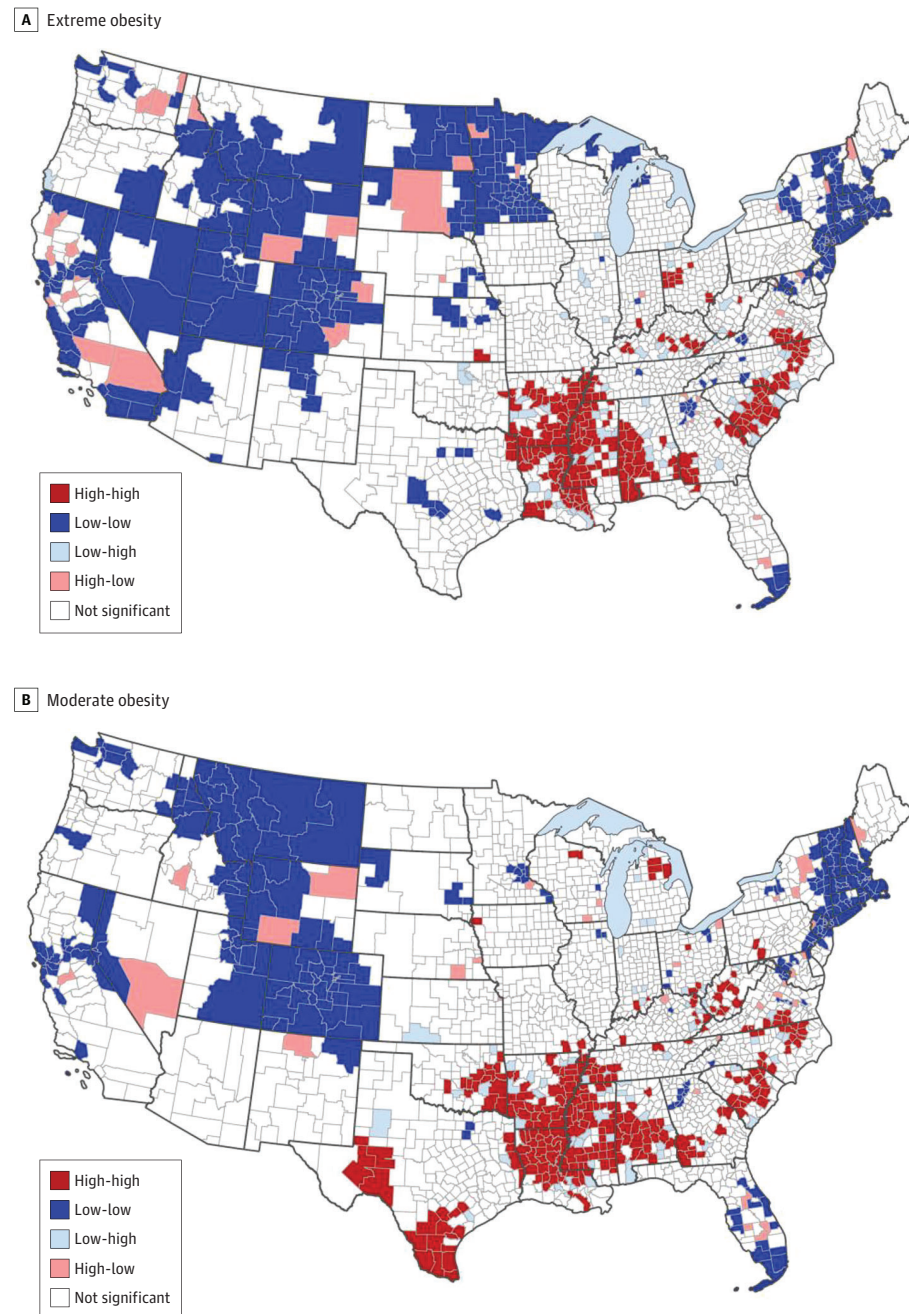 A Extreme obesity
High-high
Low-low
Low-high
High-low
Not significant
B Moderate obesity
High-high
Low-low
Low-high
High-low
Not significant